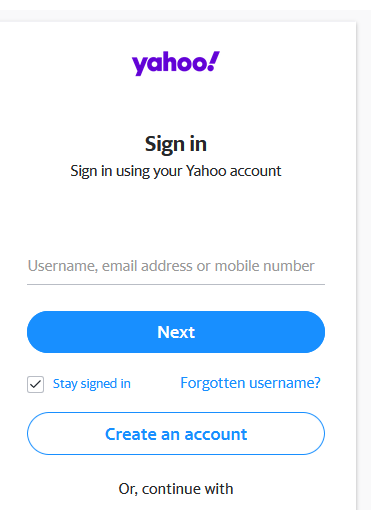 yahoo!
Sign in
Sign in using your Yahoo account
Username, email address or mobile number
Next
Stay signed in
Forgotten username?
Create an account
Or, continue with